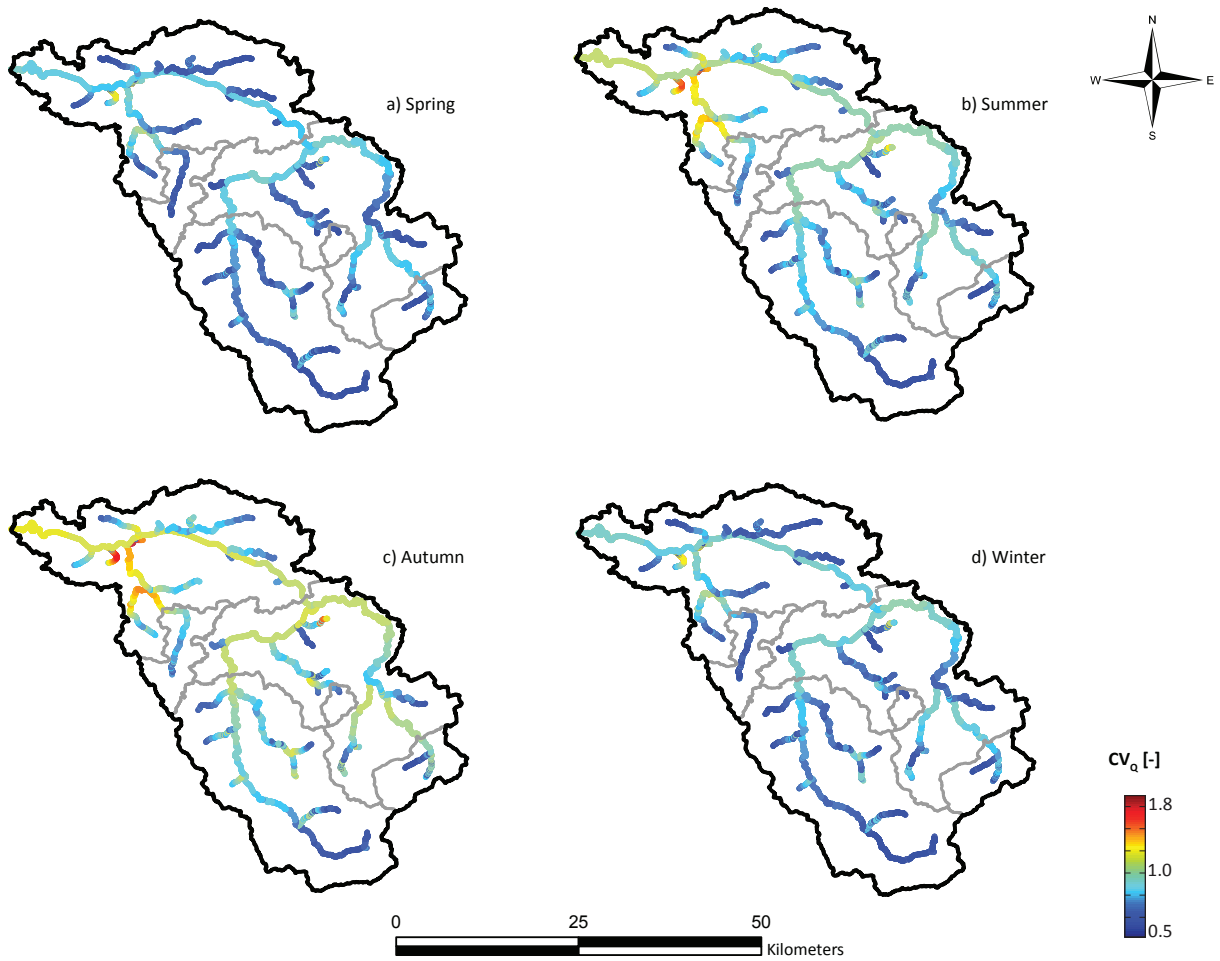 N
W E
S
a) Spring
b) Summer
c) Autumn
d) Winter
CV_Q [-]
1.8
1.0
0.5
0 25 50
Kilometers